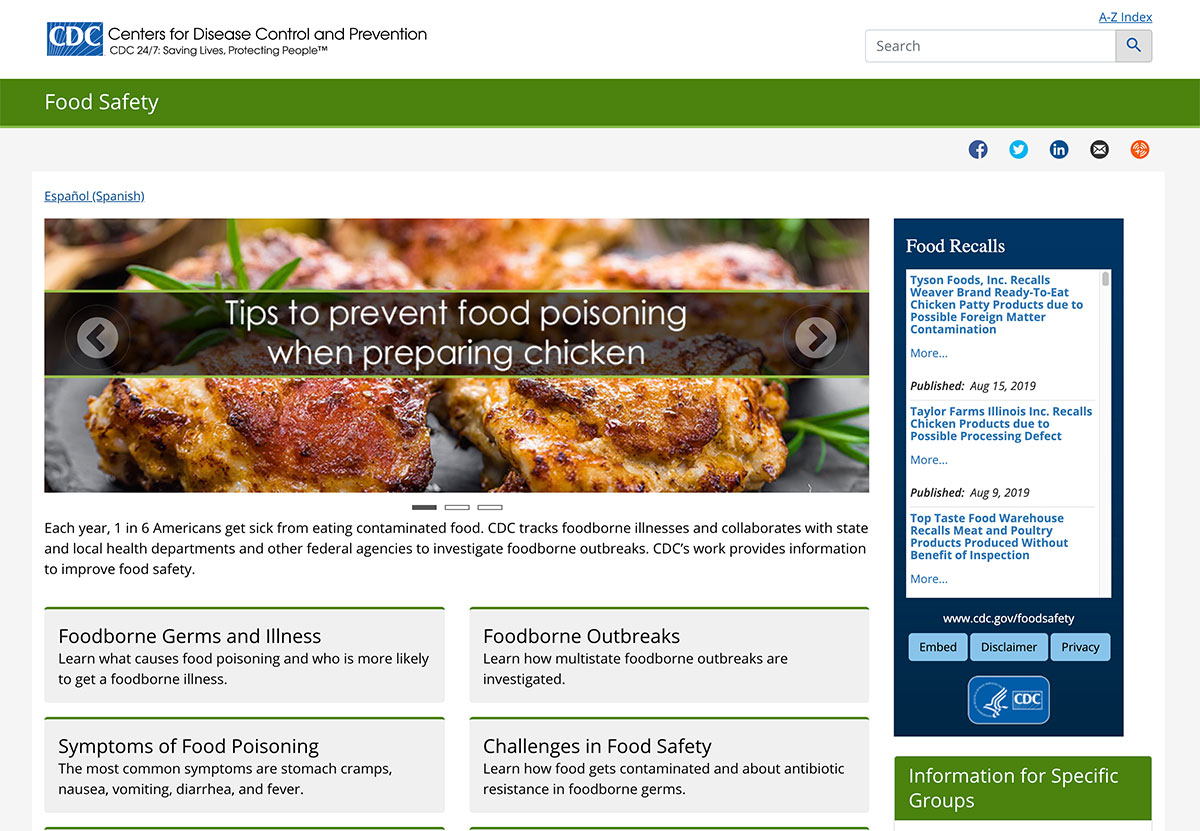 A-Z Index
CDC
Centers for Disease Control and Prevention
CDC 24/7: Saving Lives, Protecting People™
Search
Food Safety
Español (Spanish)
Tips to prevent food poisoning
when preparing chicken
Each year, 1 in 6 Americans get sick from eating contaminated food. CDC tracks foodborne illnesses and collaborates with state
and local health departments and other federal agencies to investigate foodborne outbreaks. CDC’s work provides information
to improve food safety.
Foodborne Germs and Illness
Learn what causes food poisoning and who is more likely
to get a foodborne illness.
Foodborne Outbreaks
Learn how multistate foodborne outbreaks are
investigated.
Symptoms of Food Poisoning
The most common symptoms are stomach cramps,
nausea, vomiting, diarrhea, and fever.
Challenges in Food Safety
Learn how food gets contaminated and about antibiotic
resistance in foodborne germs.
Food Recalls
Tyson Foods, Inc. Recalls
Weaver Brand Ready-To-Eat
Chicken Patty Products due to
Possible Foreign Matter
Contamination
More...
Published: Aug 15, 2019
Taylor Farms Illinois Inc. Recalls
Chicken Products due to
Possible Processing Defect
More...
Published: Aug 9, 2019
Top Taste Food Warehouse
Recalls Meat and Poultry
Products Produced Without
Benefit of Inspection
More...
www.cdc.gov/foodsafety
Embed
Disclaimer
Privacy
CDC
Information for Specific
Groups